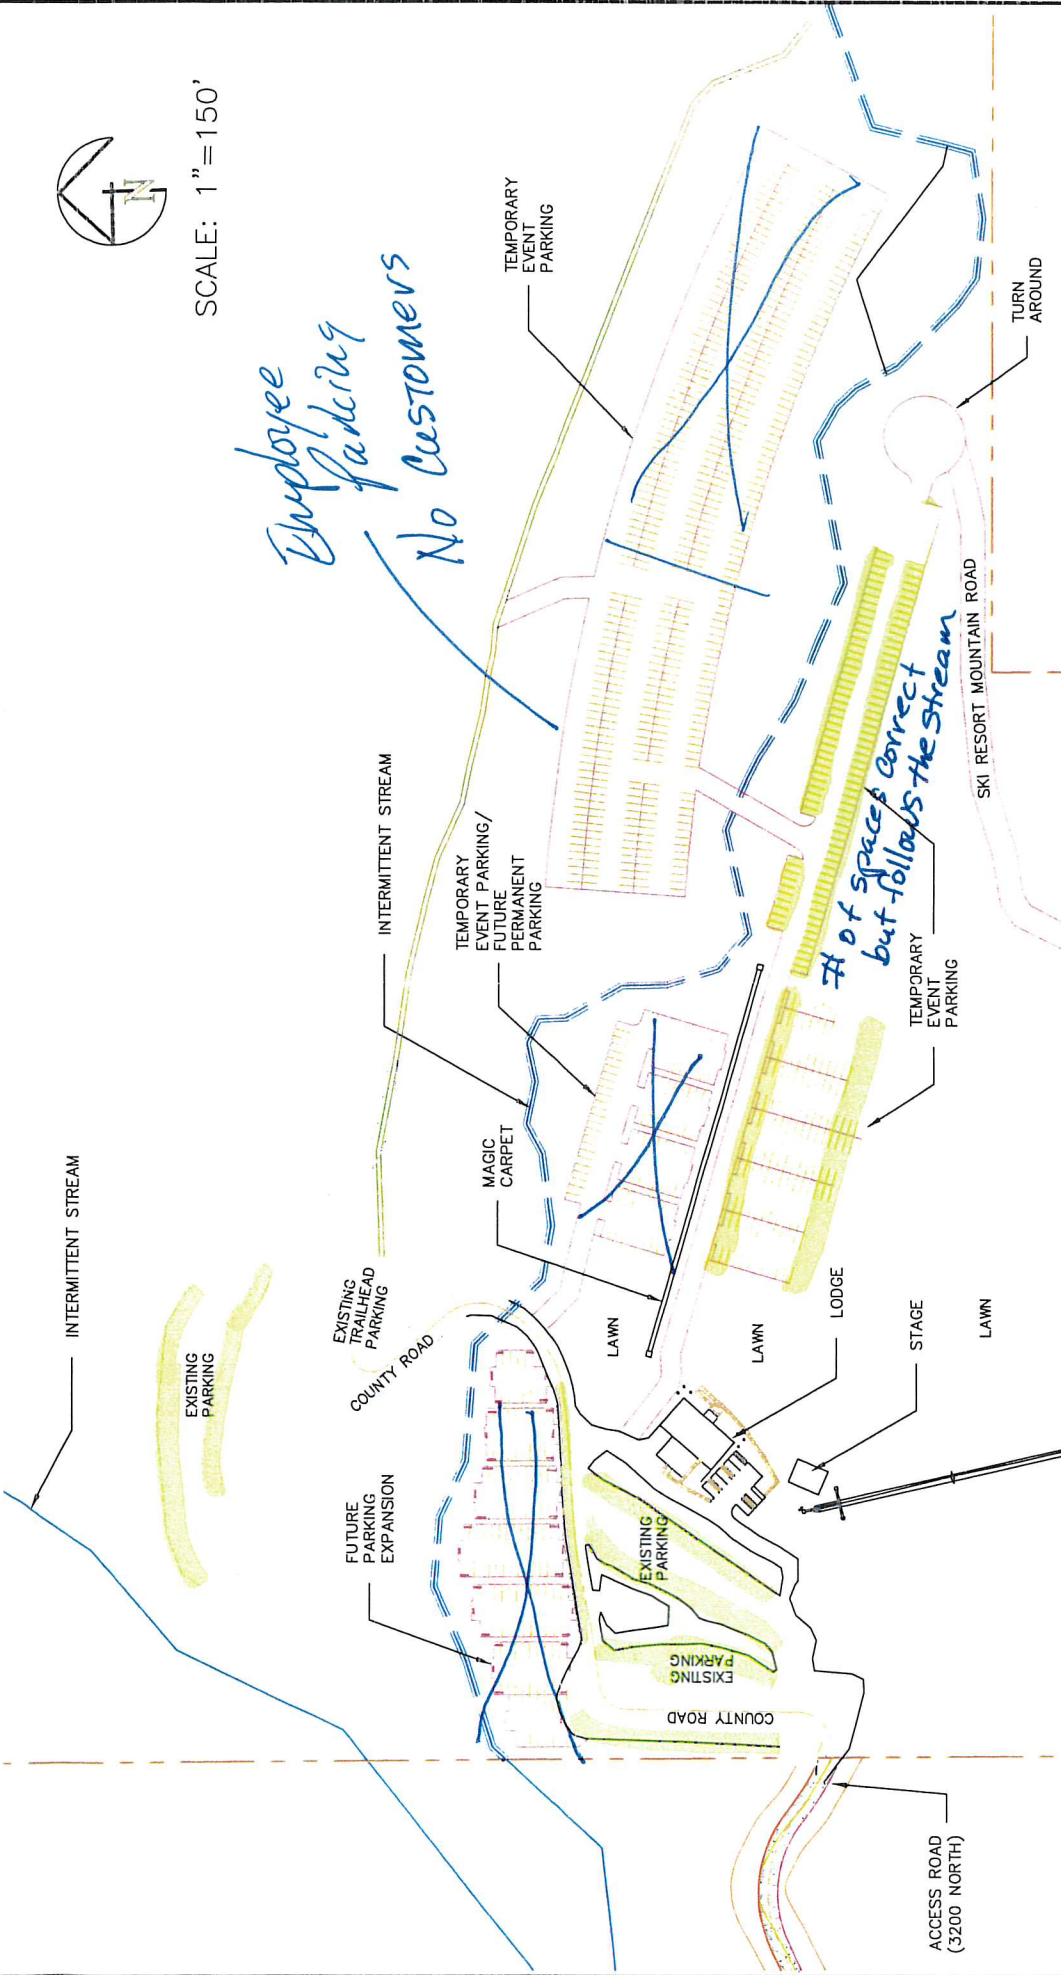 N
SCALE: 1"=150'
Employee
Parking
No Customers
TEMPORARY
EVENT
PARKING
INTERMITTENT STREAM
INTERMITTENT STREAM
TEMPORARY
EVENT PARKING/
FUTURE
PERMANENT
PARKING
MAGIC
CARPET
EXISTING
TRAILHEAD
PARKING
COUNTY ROAD
EXISTING
PARKING
FUTURE
PARKING
EXPANSION
EXISTING
PARKING
EXISTING
PARKING
COUNTY ROAD
ACCESS ROAD
(3200 NORTH)
LAWN
LAWN
LODGE
STAGE
LAWN
TEMPORARY
EVENT
PARKING
# of spaces correct
but follows the stream
SKI RESORT MOUNTAIN ROAD
TURN
AROUND